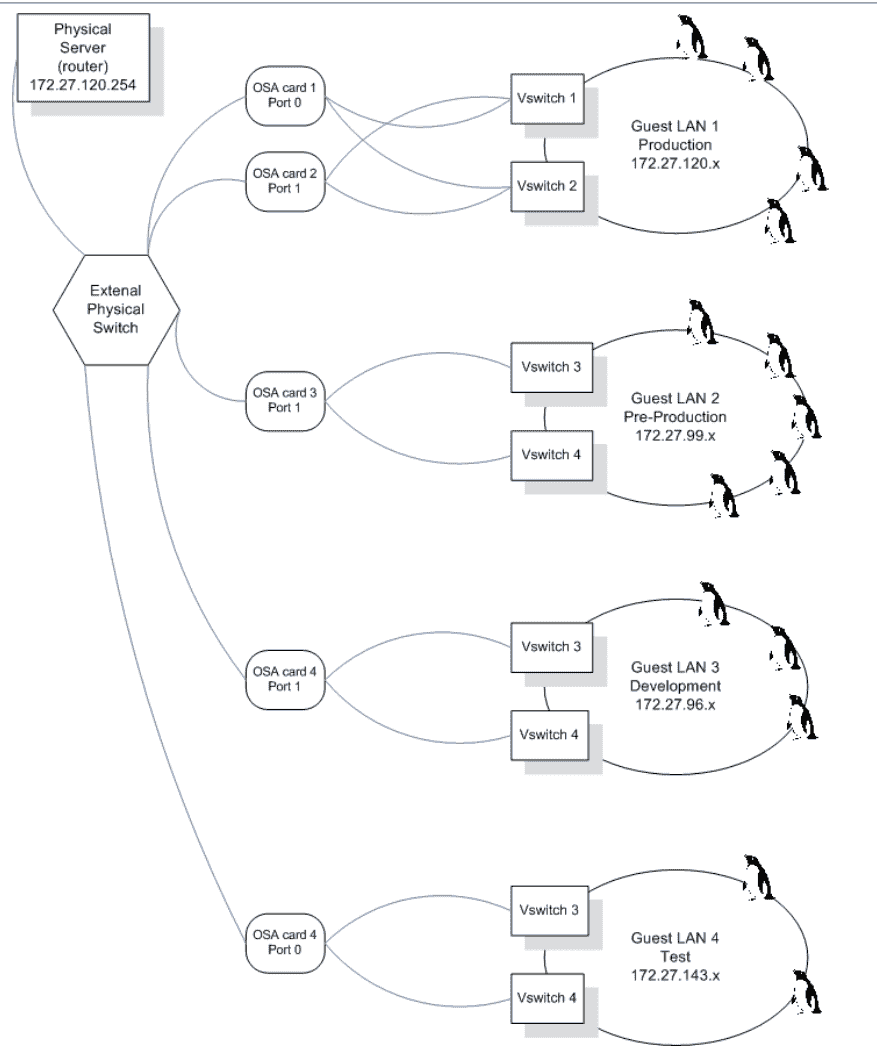 Physical
Server
(router)
172.27.120.254
OSA card 1
Port 0
Vswitch 1
Guest LAN 1
Production
172.27.120.x
OSA card 2
Port 1
Vswitch 2
Extenal
Physical
Switch
OSA card 3
Port 1
Vswitch 3
Guest LAN 2
Pre-Production
172.27.99.x
Vswitch 4
OSA card 4
Port 1
Vswitch 3
Guest LAN 3
Development
172.27.96.x
Vswitch 4
OSA card 4
Port 0
Vswitch 3
Guest LAN 4
Test
172.27.143.x
Vswitch 4